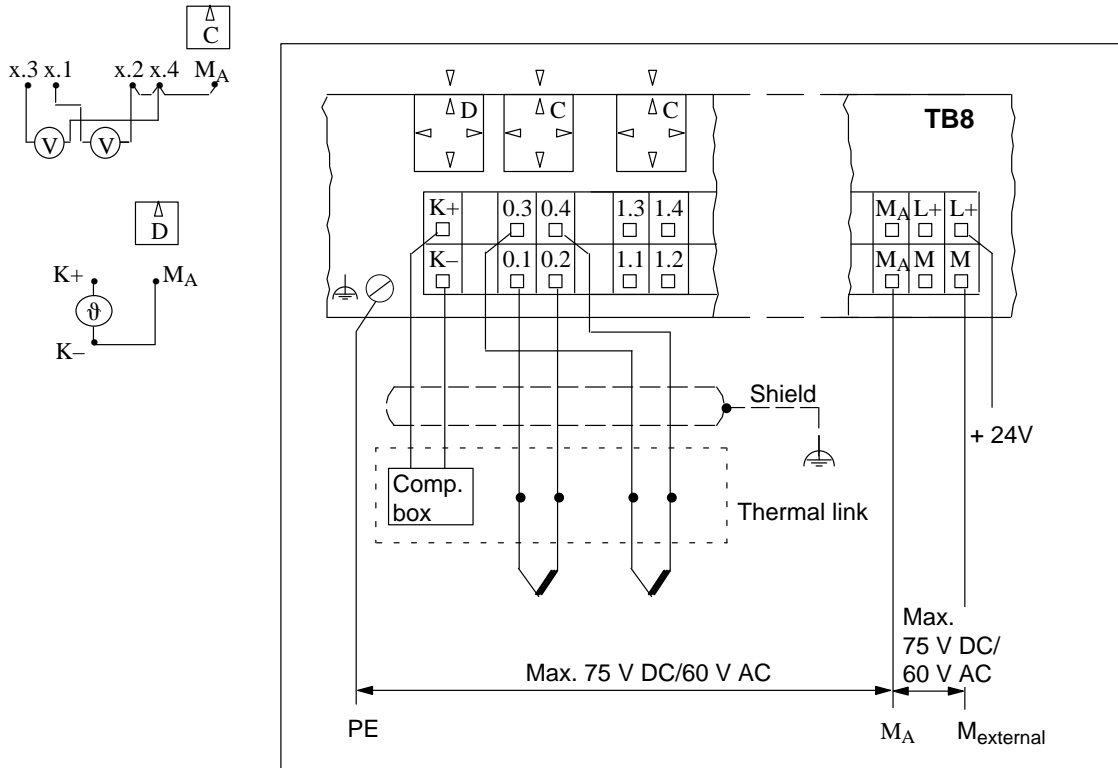 C
x.3 x.1 x.2 x.4 MA
V V
D
K+ MA
ϑ
K–
D C C
TB8
K+ 0.3 0.4 1.3 1.4 MA L+ L+
K– 0.1 0.2 1.1 1.2 MA M M
Shield
+ 24V
Comp.
box
Thermal link
Max.
75 V DC/
60 V AC
Max. 75 V DC/60 V AC
PE MA Mexternal